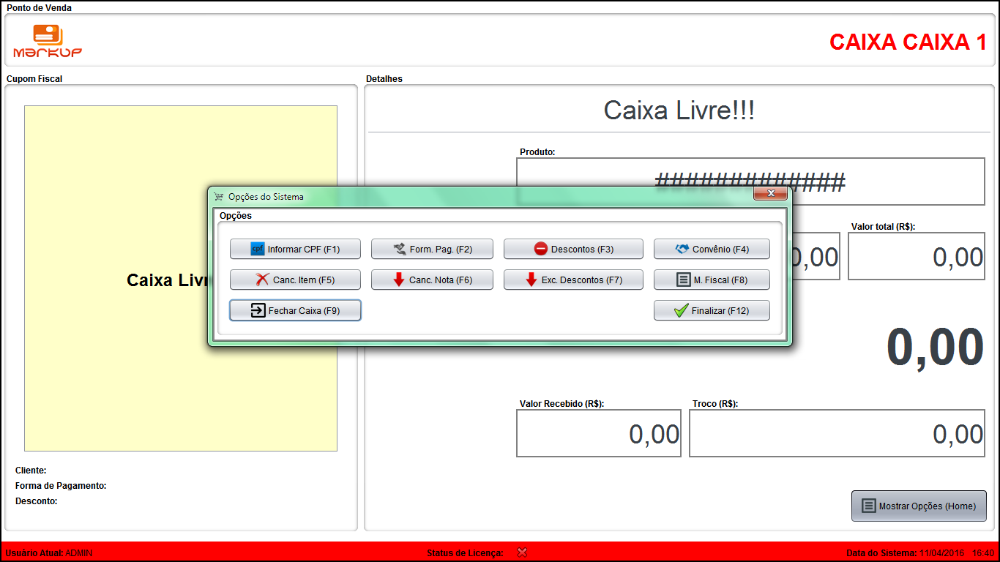 Ponto de Venda
MARKUP
CAIXA CAIXA 1
Cupom Fiscal
Detalhes
Caixa Livre!!!
Produto:
#############
Opções do Sistema
Opções
cpf Informar CPF (F1)
Form. Pag. (F2)
Descontos (F3)
Convênio (F4)
Canc. Item (F5)
Canc. Nota (F6)
Exc. Descontos (F7)
M. Fiscal (F8)
Fechar Caixa (F9)
Finalizar (F12)
Caixa Livr
Valor total (R$):
0,00
0,00
0,00
Valor Recebido (R$):
Troco (R$):
0,00
0,00
Cliente:
Forma de Pagamento:
Desconto:
Mostrar Opções (Home)
Usuário Atual: ADMIN
Status de Licença:
Data do Sistema: 11/04/2016 - 15:40